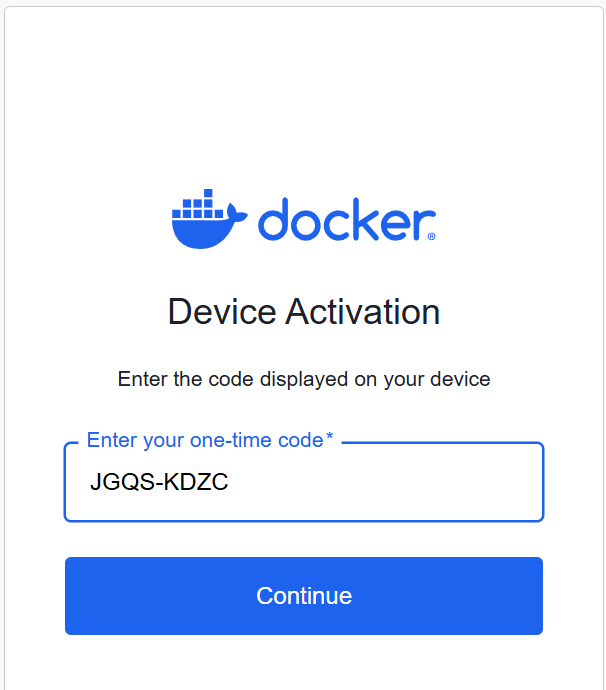 docker®
Device Activation
Enter the code displayed on your device
Enter your one-time code*
JGQS-KDZC
Continue